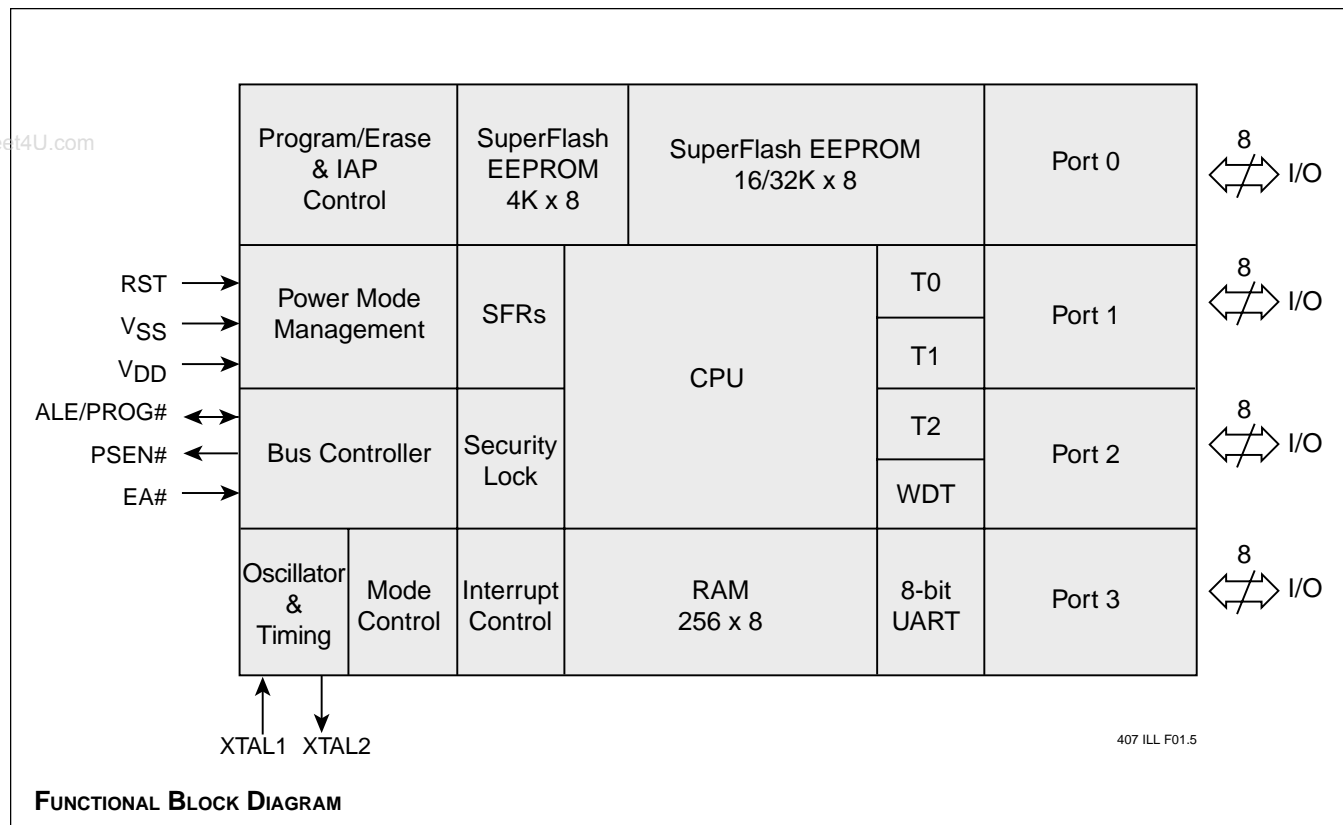 et4U.com
Program/Erase
& IAP
Control
SuperFlash
EEPROM
4K x 8
SuperFlash EEPROM
16/32K x 8
Port 0
8
I/O
RST
VSS
VDD
Power Mode
Management
SFRs
CPU
T0
T1
Port 1
8
I/O
ALE/PROG#
PSEN#
EA#
Bus Controller
Security
Lock
T2
WDT
Port 2
8
I/O
Oscillator
&
Timing
Mode
Control
Interrupt
Control
RAM
256 x 8
8-bit
UART
Port 3
8
I/O
XTAL1 XTAL2
407 ILL F01.5
FUNCTIONAL BLOCK DIAGRAM